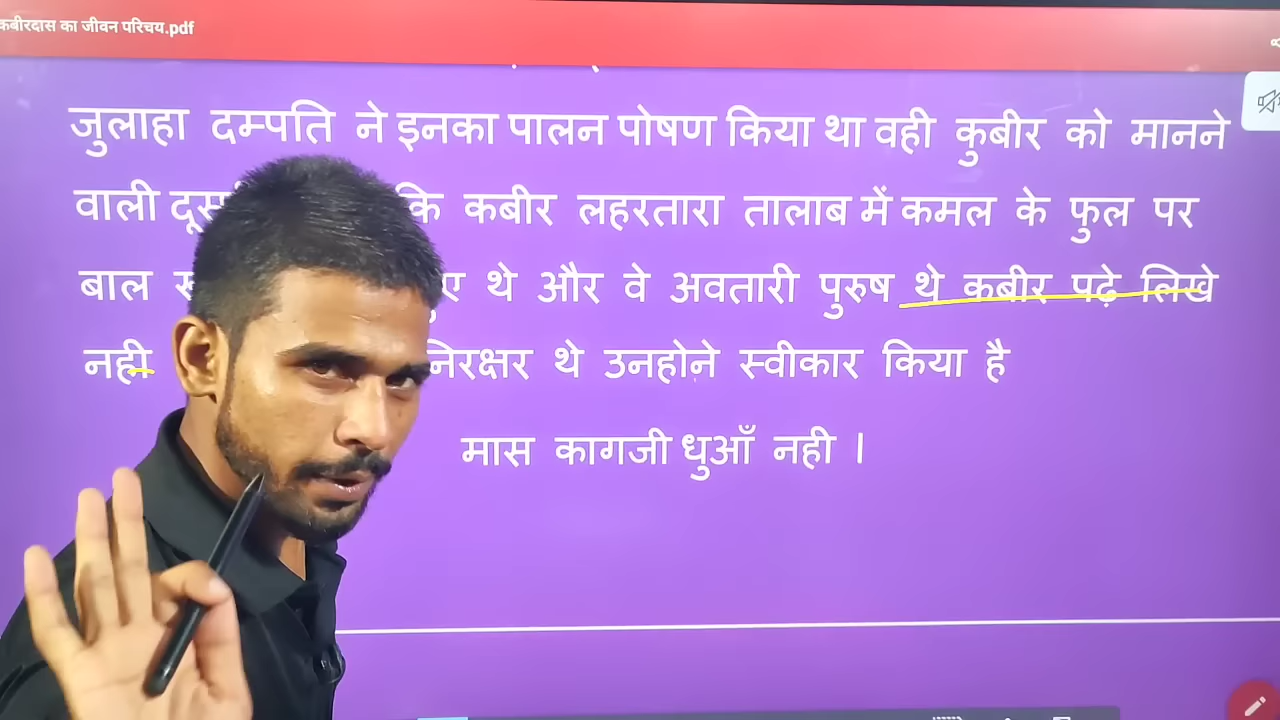 कबीरदास का जीवन परिचय.pdf
जुलाहा दम्पति ने इनका पालन पोषण किया था वही कुबीर को मानने
वाली कि कबीर लहरतारा तालाब में कमल के फुल पर
बाल थे और वे अवतारी पुरुष थे कबीर पढ़े लिखे
नही निरक्षर थे उनहोने स्वीकार किया है
मास कागजी धुआँ नही ।